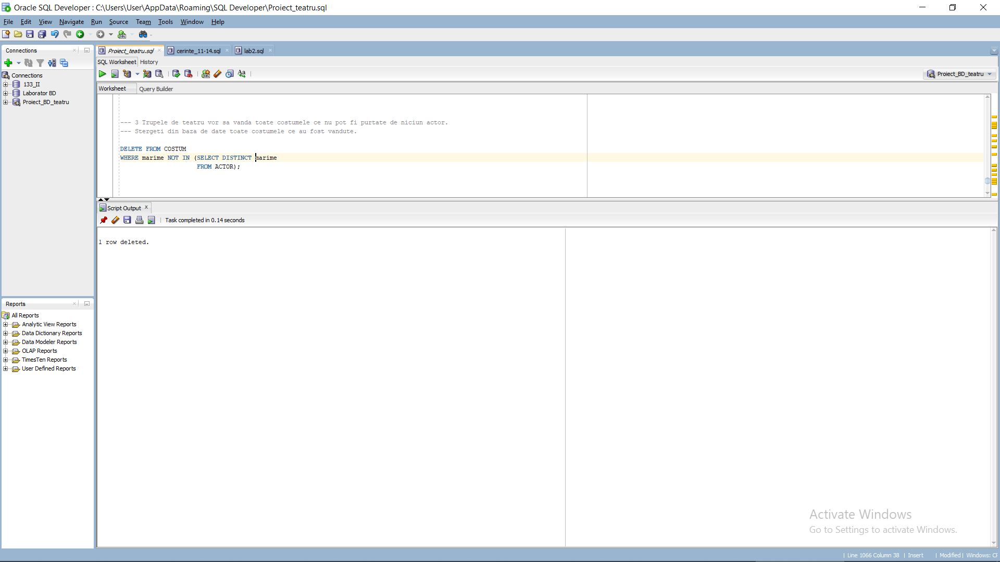 Oracle SQL Developer : C:\Users\User\AppData\Roaming\SQL Developer\Proiect_teatru.sql
File Edit View Navigate Run Source Team Tools Window Help
Connections
Connections
133_II
Laborator BD
Proiect_BD_teatru
Proiect_teatru.sql cerinte_11-14.sql lab2.sql
SQL Worksheet History
Proiect_BD_teatru
Worksheet Query Builder
--- 3 Trupele de teatru vor sa vanda toate costumele ce nu pot fi purtate de niciun actor.
--- Stergeti din baza de date toate costumele ce au fost vandute.
DELETE FROM COSTUM
WHERE marime NOT IN (SELECT DISTINCT marime
FROM ACTOR);
Script Output
Task completed in 0.14 seconds
1 row deleted.
Reports
All Reports
Analytic View Reports
Data Dictionary Reports
Data Modeler Reports
OLAP Reports
TimesTen Reports
User Defined Reports
Activate Windows
Go to Settings to activate Windows.
Line 1066 Column 38 Insert Modified Windows: